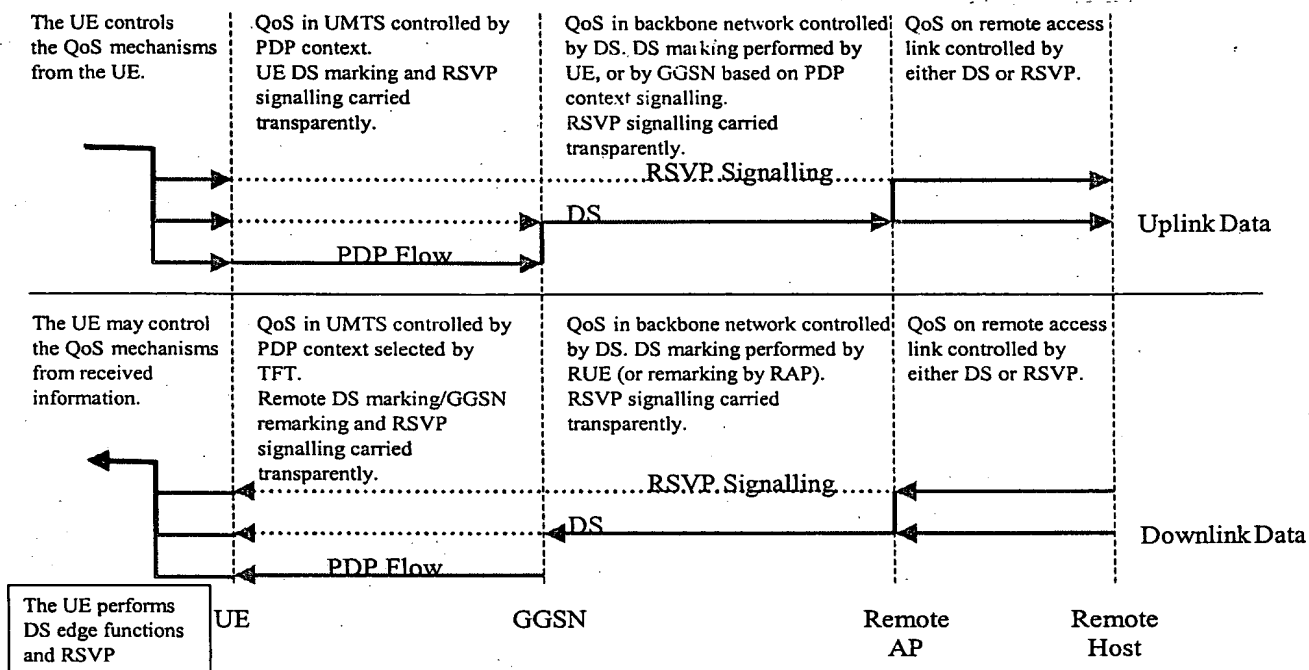 The UE controls
the QoS mechanisms
from the UE.
QoS in UMTS controlled by
PDP context.
UE DS marking and RSVP
signalling carried
transparently.
QoS in backbone network controlled
by DS. DS marking performed by
UE, or by GGSN based on PDP
context signalling.
RSVP signalling carried
transparently.
QoS on remote access
link controlled by
either DS or RSVP.
RSVP Signalling
DS
PDP Flow
Uplink Data
The UE may control
the QoS mechanisms
from received
information.
QoS in UMTS controlled by
PDP context selected by
TFT.
Remote DS marking/GGSN
remarking and RSVP
signalling carried
transparently.
QoS in backbone network controlled
by DS. DS marking performed by
RUE (or remarking by RAP).
RSVP signalling carried
transparently.
QoS on remote access
link controlled by
either DS or RSVP.
RSVP Signalling
DS
PDP Flow
Downlink Data
The UE performs
DS edge functions
and RSVP
UE
GGSN
Remote
AP
Remote
Host